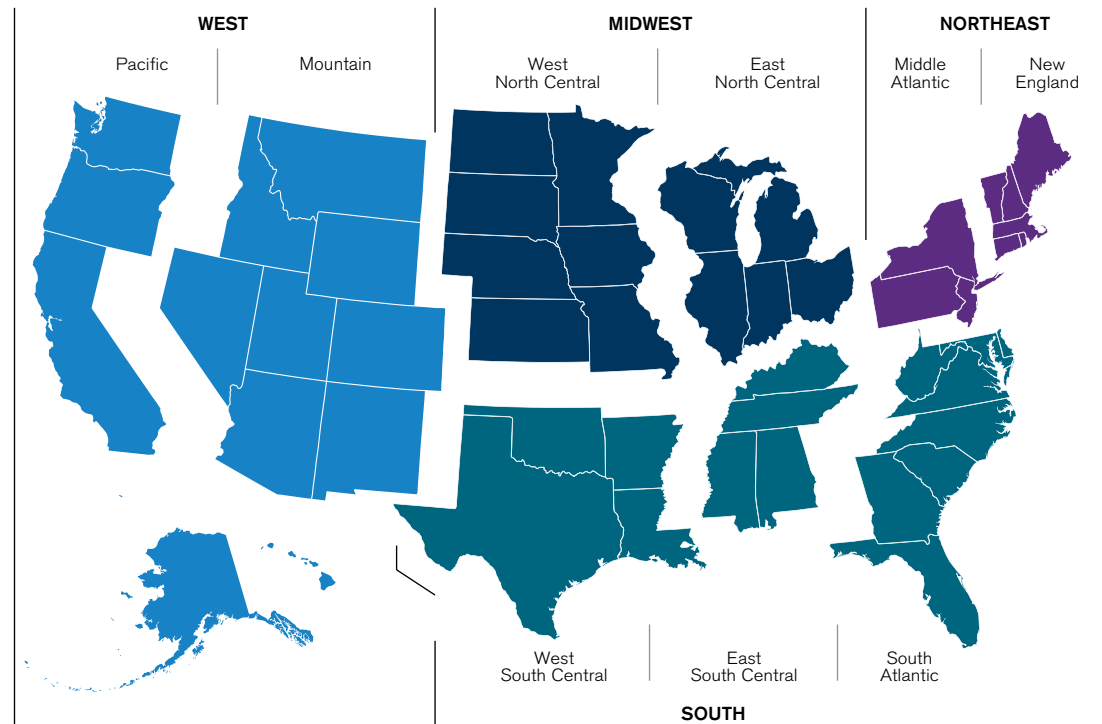 WEST
MIDWEST
NORTHEAST
Pacific
Mountain
West
North Central
East
North Central
Middle
Atlantic
New
England
West
South Central
East
South Central
South
Atlantic
SOUTH